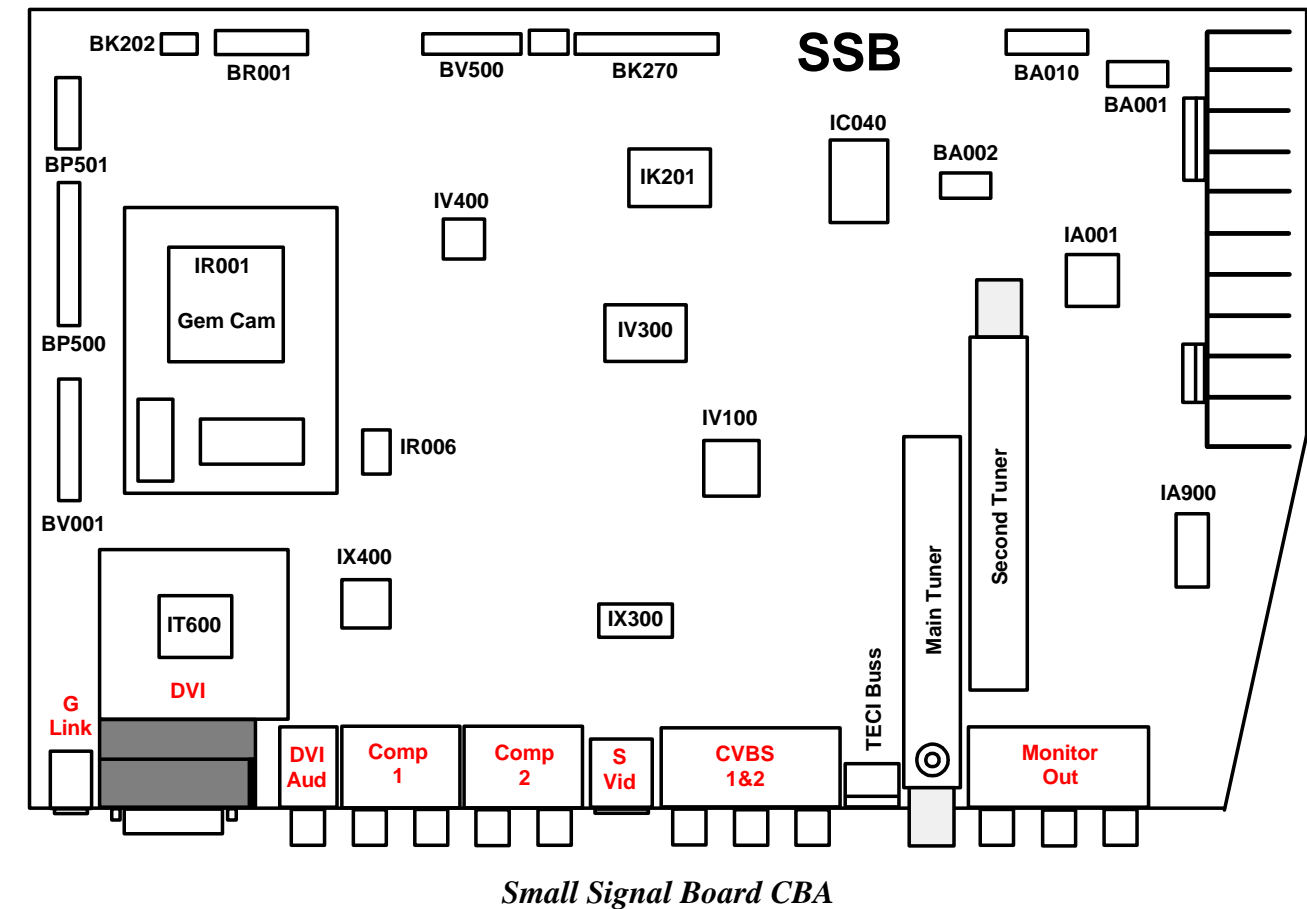 BK202
BR001
BV500
BK270
SSB
BA010
BA001
BP501
IC040
BA002
IK201
IV400
IA001
IR001
Gem Cam
BP500
IV300
IV100
IR006
BV001
Main Tuner
Second Tuner
IA900
IX400
IT600
IX300
DVI
G
Link
TECI Buss
DVI
Aud
Comp
1
Comp
2
S
Vid
CVBS
1&2
Monitor
Out
Small Signal Board CBA